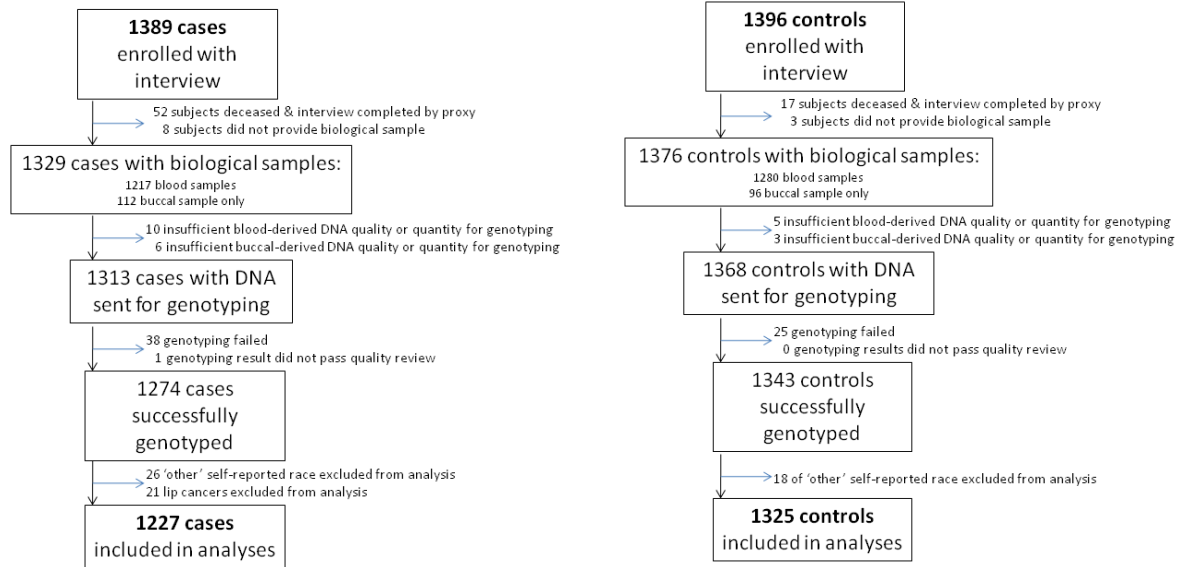 1389 cases
enrolled with
interview
52 subjects deceased & interview completed by proxy
8 subjects did not provide biological sample
1329 cases with biological samples:
1217 blood samples
112 buccal sample only
10 insufficient blood-derived DNA quality or quantity for genotyping
6 insufficient buccal-derived DNA quality or quantity for genotyping
1313 cases with DNA
sent for genotyping
38 genotyping failed
1 genotyping result did not pass quality review
1274 cases
successfully
genotyped
26 ‘other’ self-reported race excluded from analysis
21 lip cancers excluded from analysis
1227 cases
included in analyses
1396 controls
enrolled with
interview
17 subjects deceased & interview completed by proxy
3 subjects did not provide biological sample
1376 controls with biological samples:
1280 blood samples
96 buccal sample only
5 insufficient blood-derived DNA quality or quantity for genotyping
3 insufficient buccal-derived DNA quality or quantity for genotyping
1368 controls with DNA
sent for genotyping
25 genotyping failed
0 genotyping results did not pass quality review
1343 controls
successfully
genotyped
18 of ‘other’ self-reported race excluded from analysis
1325 controls
included in analyses